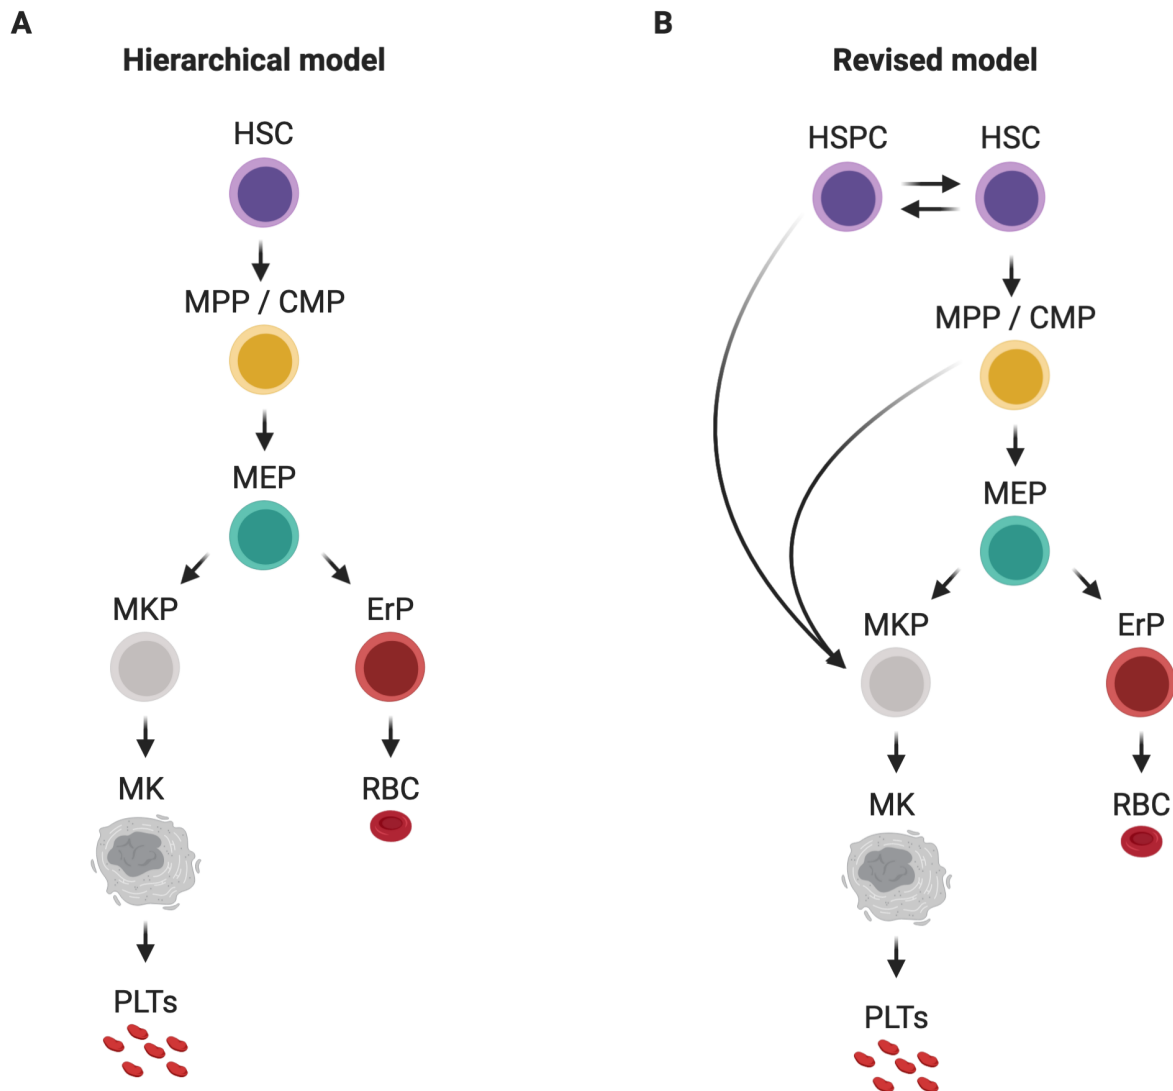 A
Hierarchical model
HSC
MPP / CMP
MEP
MKP
ErP
MK
RBC
PLTs
B
Revised model
HSPC
HSC
MPP / CMP
MEP
MKP
ErP
MK
RBC
PLTs